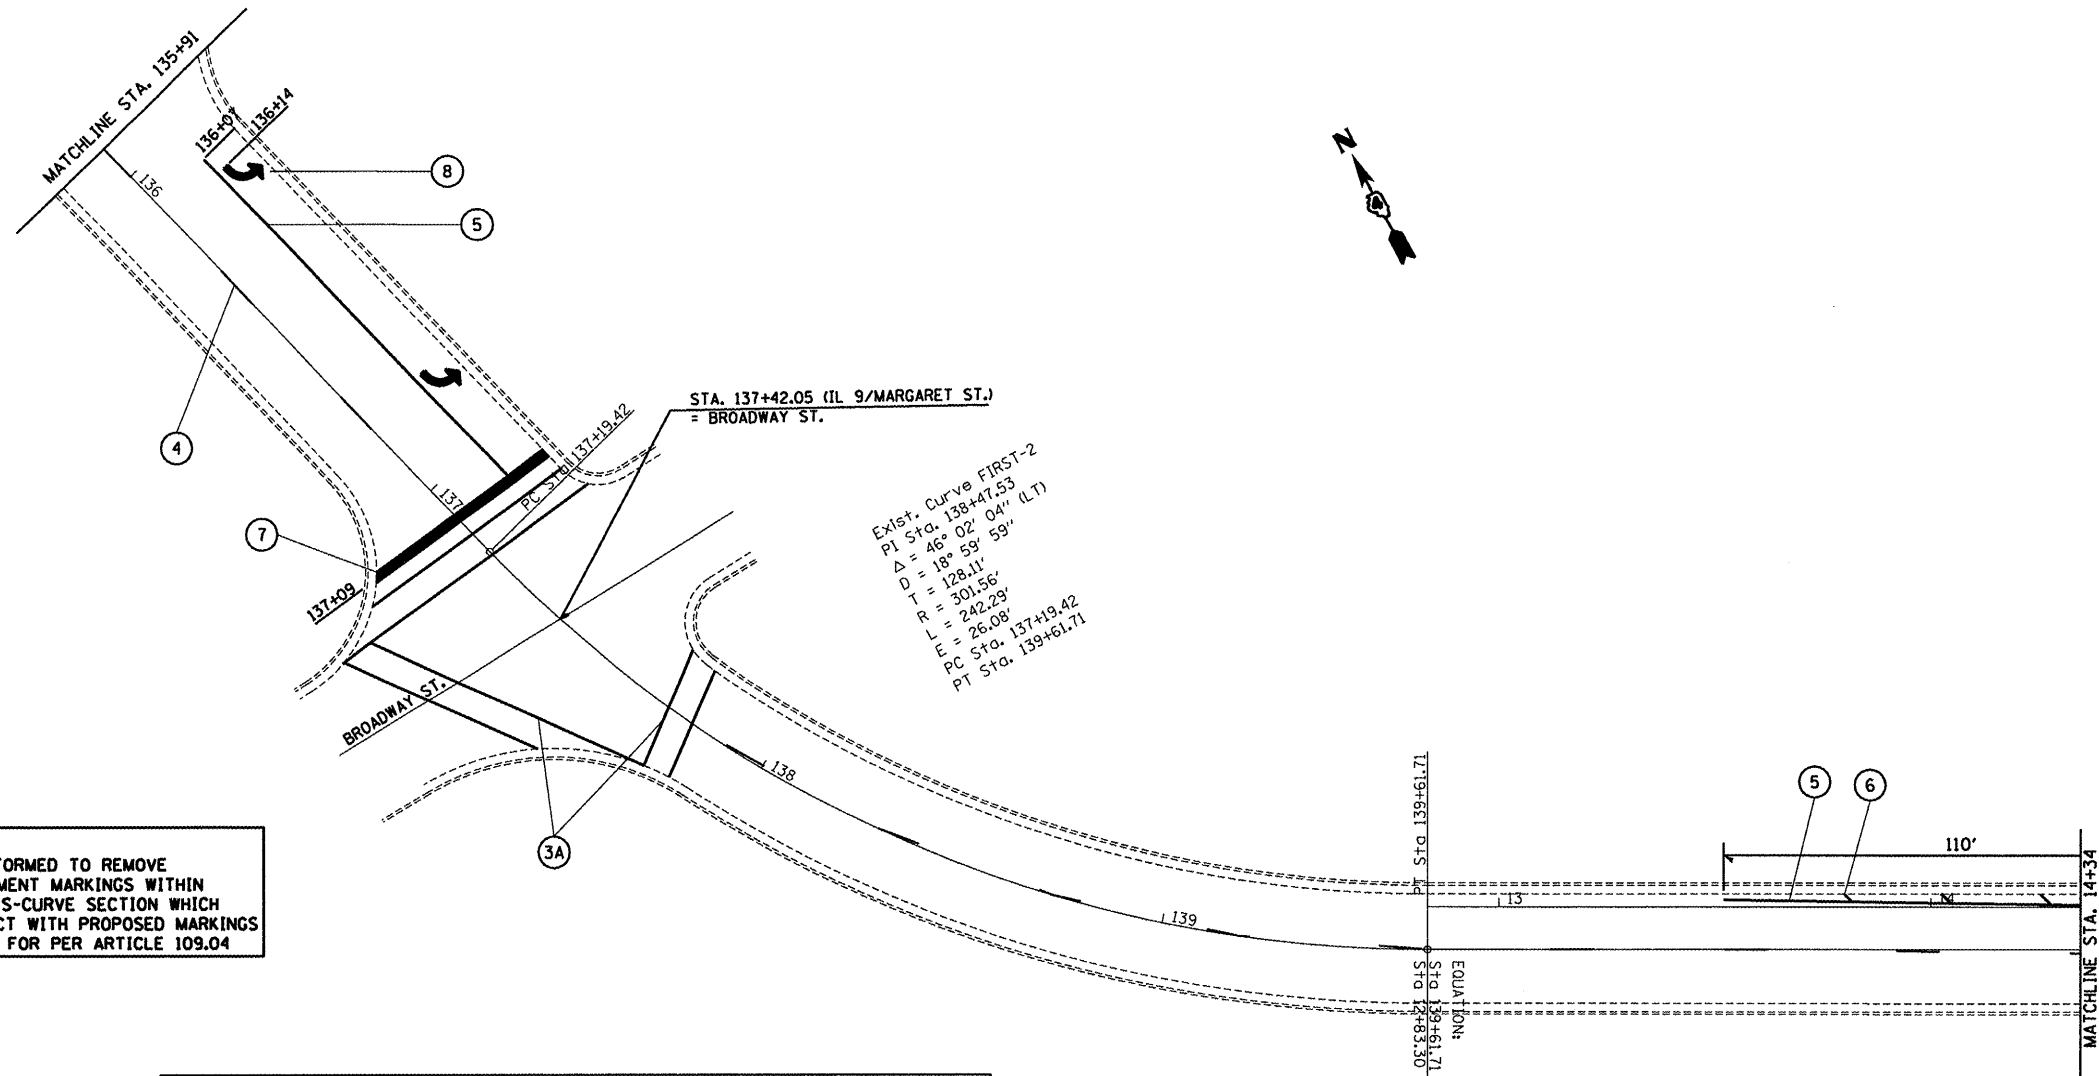 MATCHLINE STA. 135+91
136+07
136+14
136
8
5
4
N
STA. 137+42.05 (IL 9/MARGARET ST.)
= BROADWAY ST.
PC Sta 137+19.42
137
7
137+09
Exist. Curve FIRST-2
PI Sta. 138+47.53
Δ = 46° 02' 04" (LT)
D = 18° 59' 59"
T = 128.11'
R = 301.56'
L = 242.29'
E = 26.08'
PC Sta. 137+19.42
PT Sta. 139+61.71
BROADWAY ST.
138
3A
139
PT Sta 139+61.71
5
6
110'
13
14
MATCHLINE STA. 14+34
EQUATION:
Sta 139+61.71
Sta 12+83.30
FORMED TO REMOVE
MENT MARKINGS WITHIN
S-CURVE SECTION WHICH
CT WITH PROPOSED MARKINGS
FOR PER ARTICLE 109.04